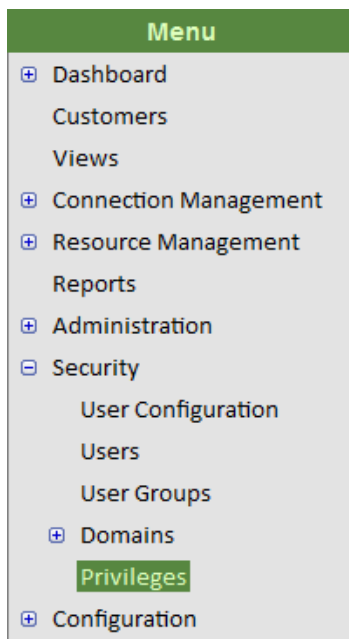 Menu
Dashboard
Customers
Views
Connection Management
Resource Management
Reports
Administration
Security
User Configuration
Users
User Groups
Domains
Privileges
Configuration